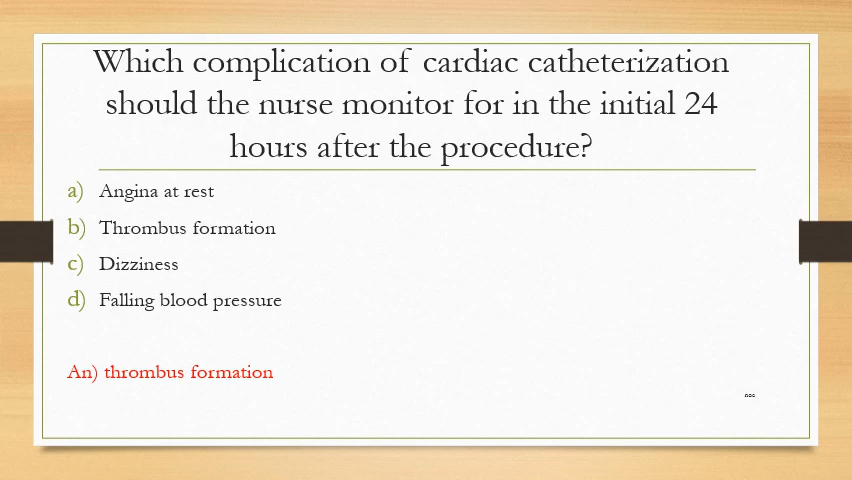 Which complication of cardiac catheterization
should the nurse monitor for in the initial 24
hours after the procedure?
a) Angina at rest
b) Thrombus formation
c) Dizziness
d) Falling blood pressure
An) thrombus formation